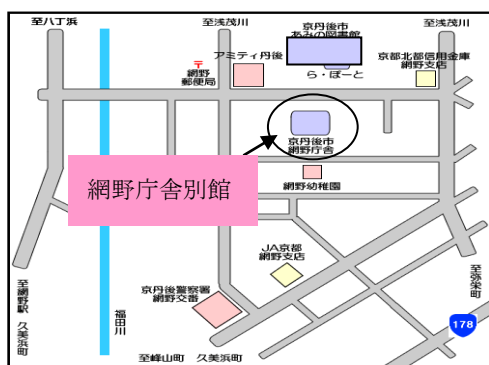 至八丁浜
至浅茂川
京丹後市
あみの図書館
至浅茂川
アミティ丹後
ら・ぽーと
京都北部信用金庫
網野支店
〒
網野
郵便局
京丹後市
網野庁舎
網野庁舎別館
網野幼稚園
JA京都
網野支店
京丹後警察署
網野交番
至網野駅 久美浜町
福田川
至弥栄町
178
至峰山町 久美浜町